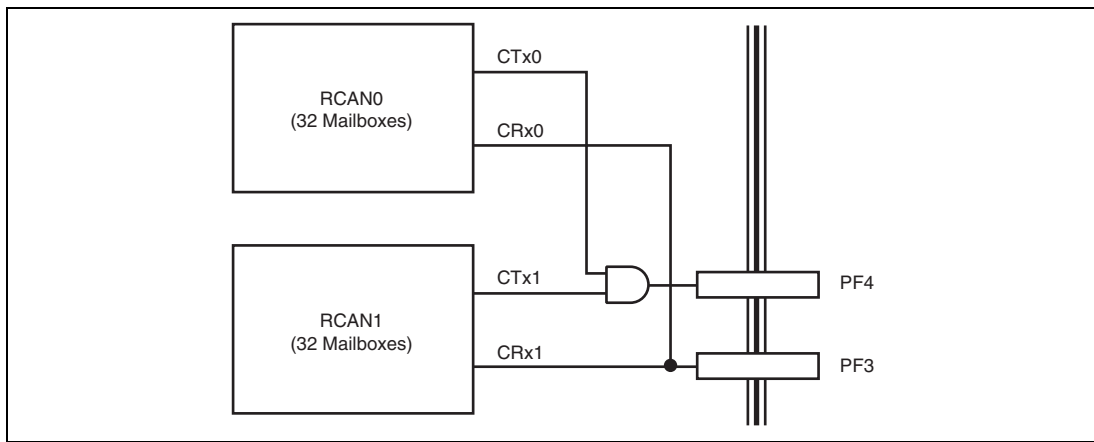 CTx0
RCAN0
(32 Mailboxes)
CRx0
CTx1
PF4
RCAN1
(32 Mailboxes)
CRx1
PF3